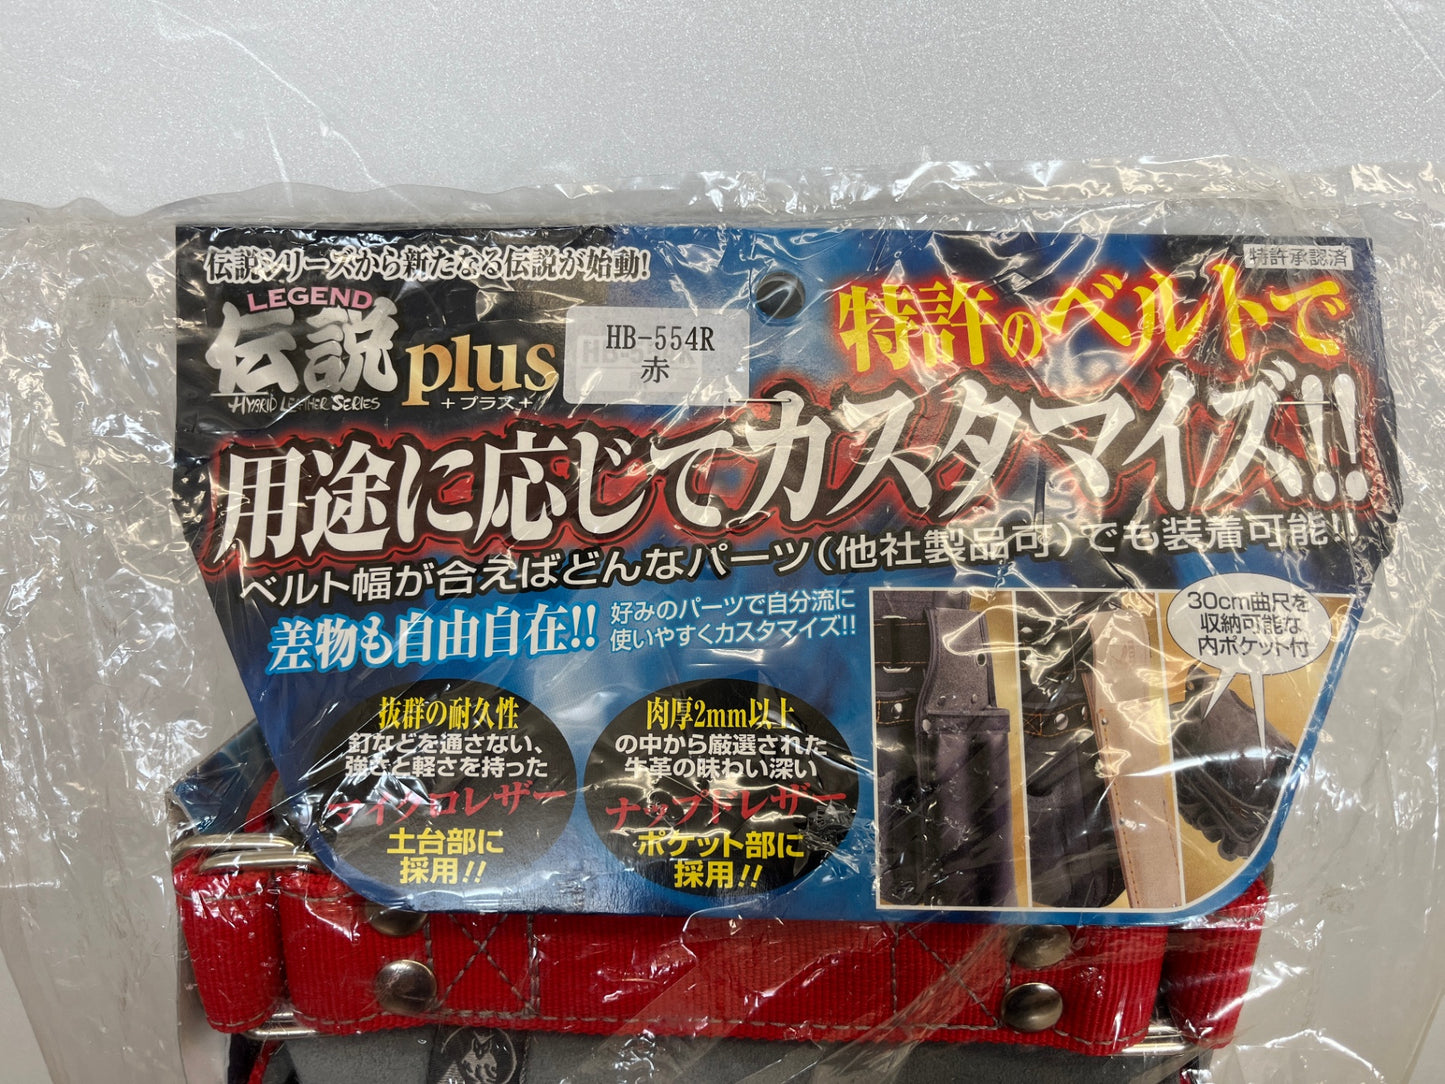 伝説シリーズから新たなる伝説が始動!
特許承認済
LEGEND
伝説
HYBRID LEATHER SERIES
plus
+プラス+
HB-554R
赤
特許のベルトで
用途に応じてカスタマイズ!!
ベルト幅が合えばどんなパーツ(他社製品可)でも装着可能!!
差物も自由自在!!
好みのパーツで自分流に
使いやすくカスタマイズ!!
30cm曲尺を
収納可能な
内ポケット付
抜群の耐久性
釘などを通さない、
強さと軽さを持った
マイクロレザー
土台部に
採用!!
肉厚2mm以上
の中から厳選された
牛革の味わい深い
ナップドレザー
ポケット部に
採用!!